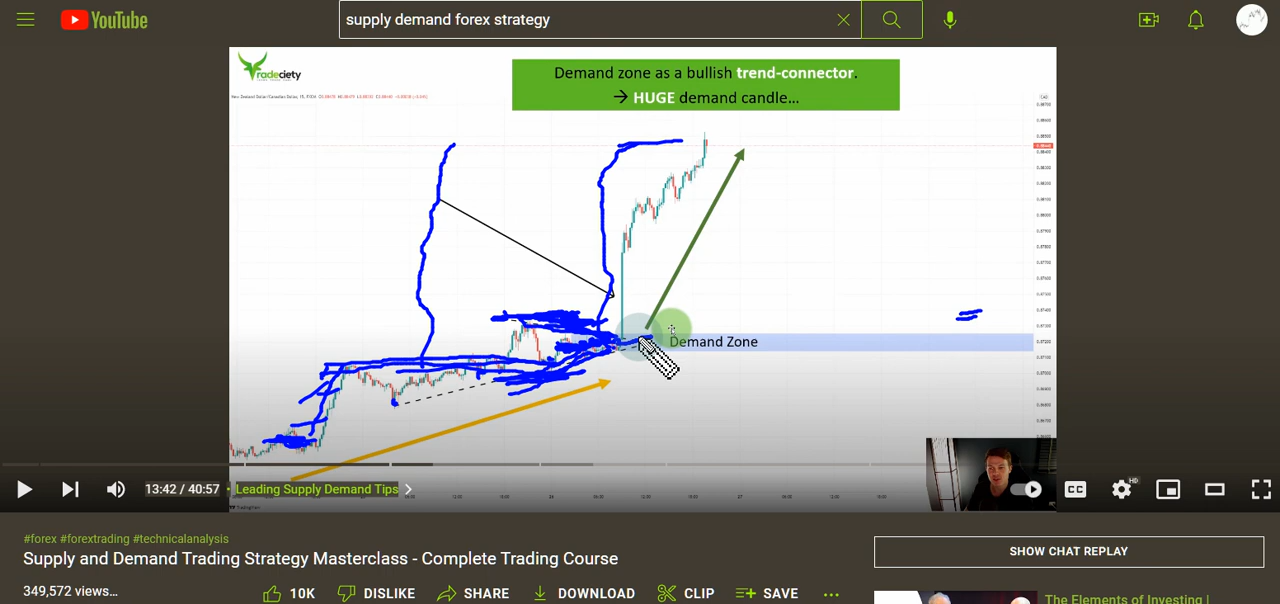 YouTube
supply demand forex strategy
Tradeciety
Demand zone as a bullish trend-connector.
→ HUGE demand candle...
Demand Zone
13:42 / 40:57 • Leading Supply Demand Tips
CC
HD
#forex #forextrading #technicalanalysis
Supply and Demand Trading Strategy Masterclass - Complete Trading Course
SHOW CHAT REPLAY
349,572 views...
10K
DISLIKE
SHARE
DOWNLOAD
CLIP
SAVE
The Elements of Investing |